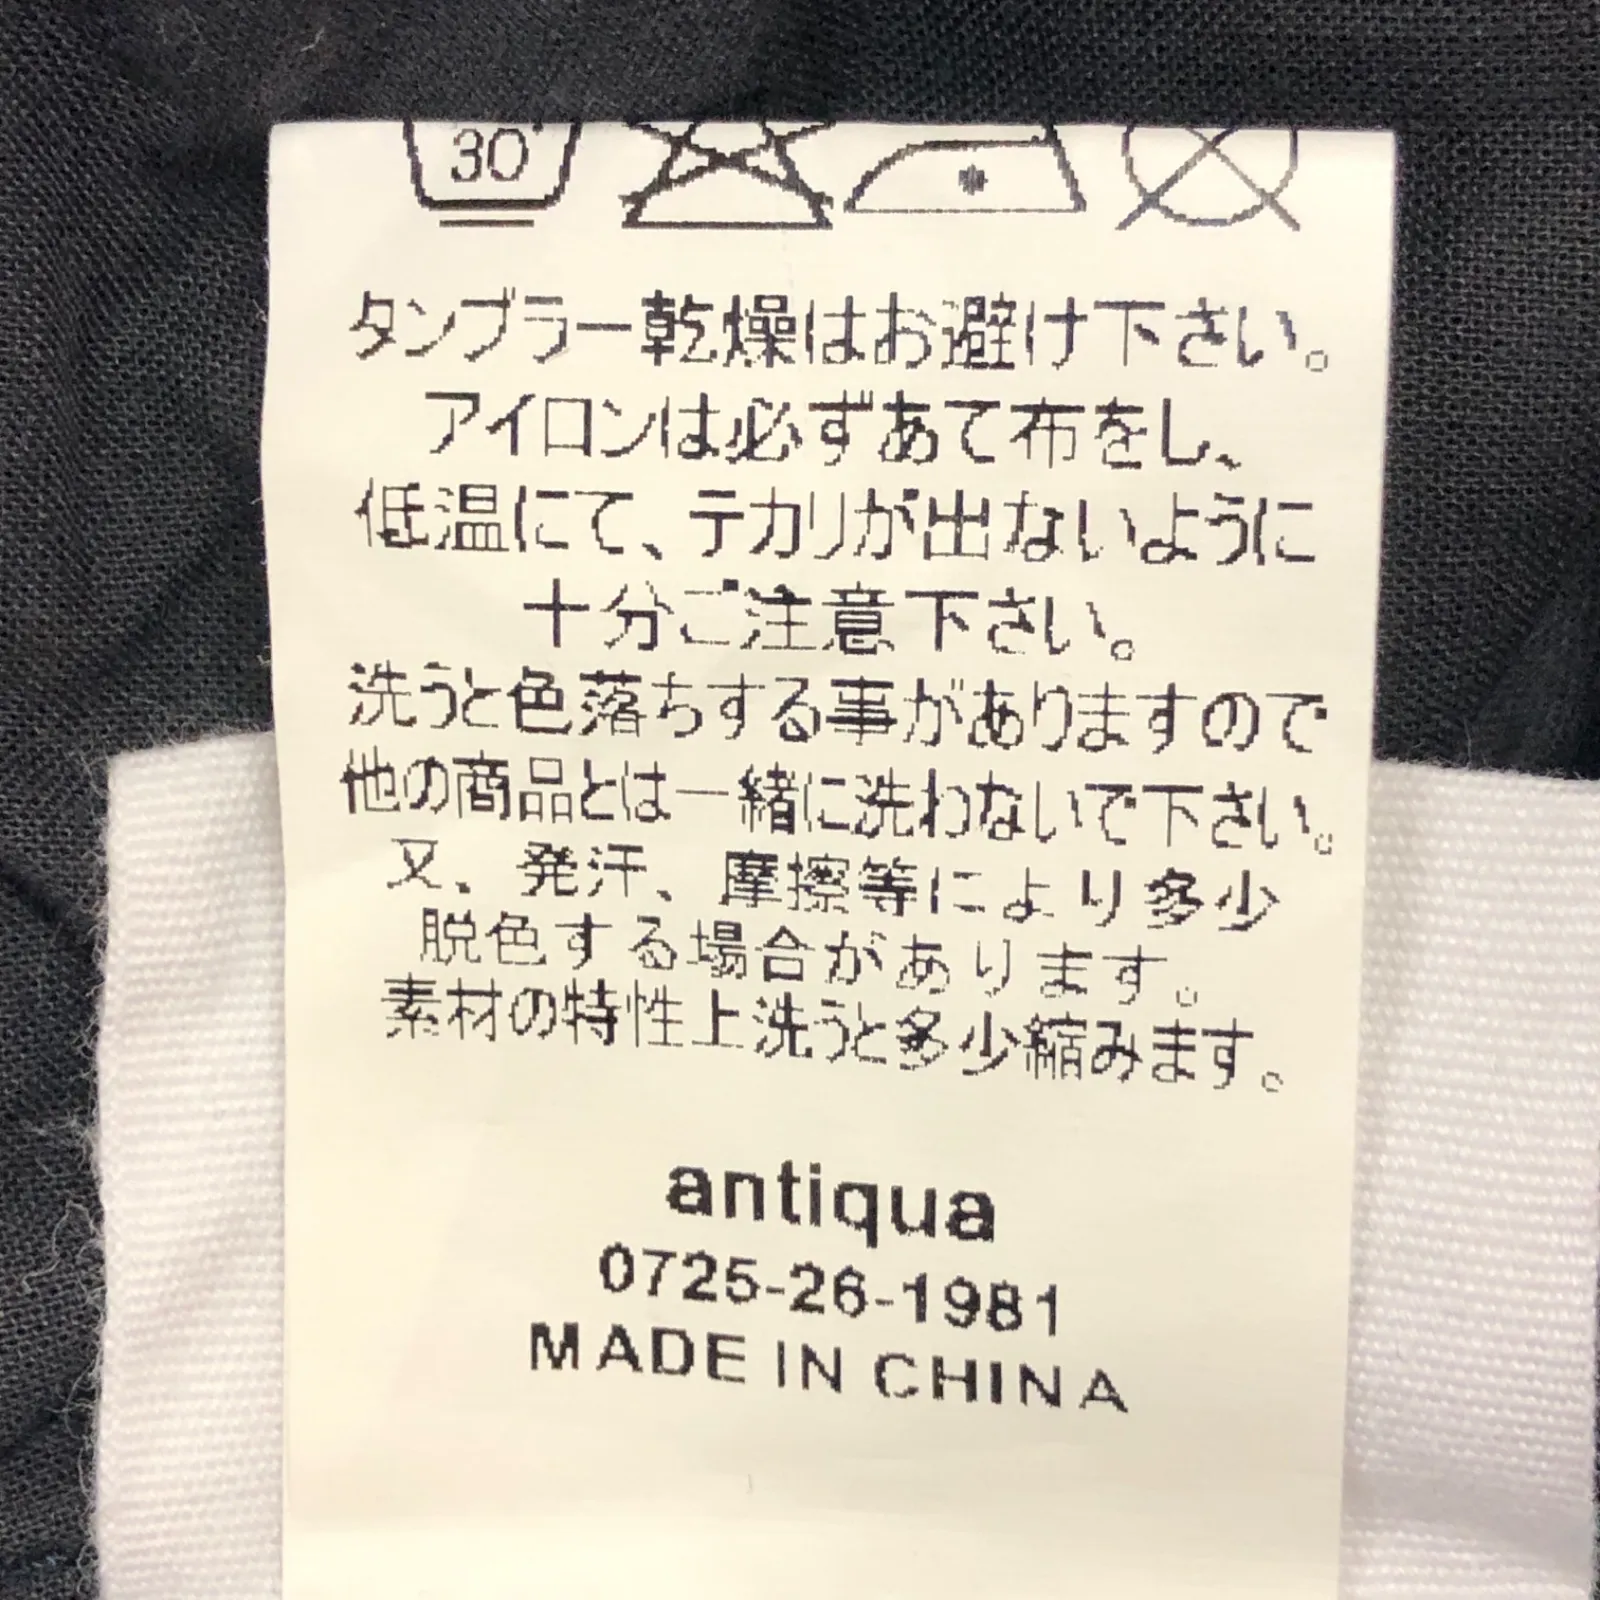 30
タンブラー乾燥はお避け下さい。
アイロンは必ずあて布をし、
低温にて、テカリが出ないように
十分ご注意下さい。
洗うと色落ちする事がありますので
他の商品とは一緒に洗わないで下さい。
又、発汗、摩擦等により多少
脱色する場合があります。
素材の特性上洗うと多少縮みます。
antiqua
0725-26-1981
MADE IN CHINA